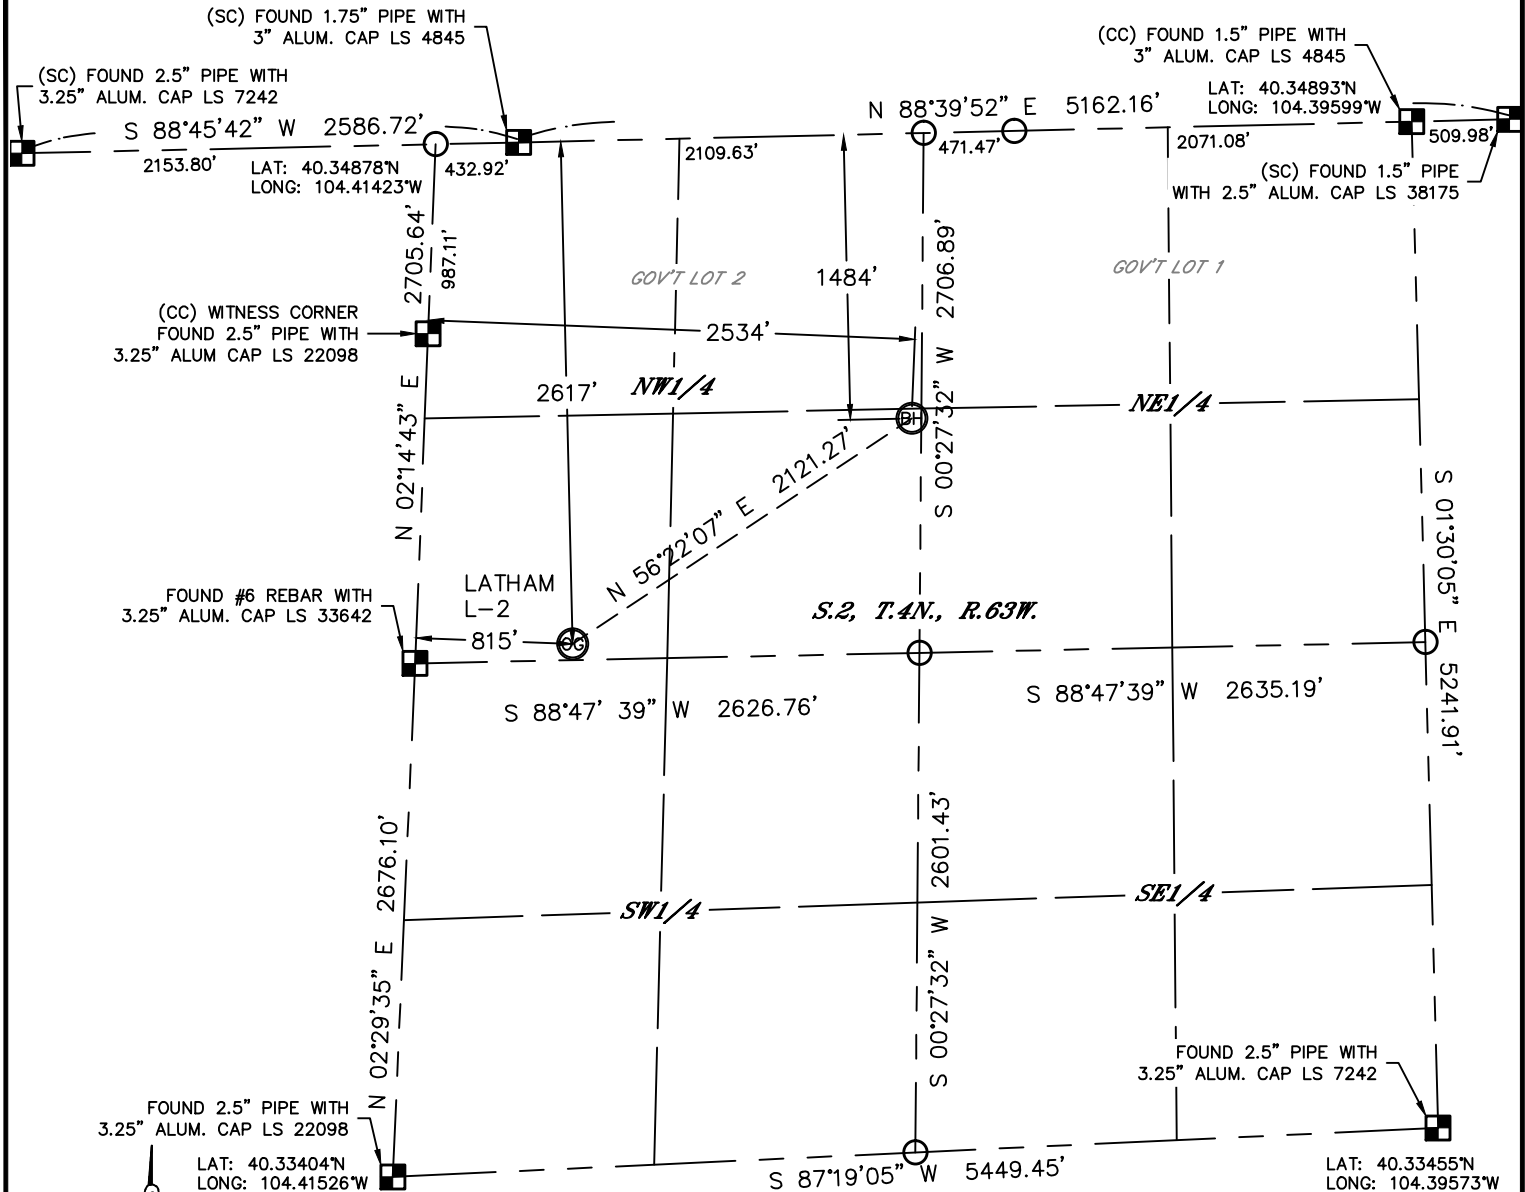 (SC) FOUND 1.75" PIPE WITH
3" ALUM. CAP LS 4845
(CC) FOUND 1.5" PIPE WITH
3" ALUM. CAP LS 4845
(SC) FOUND 2.5" PIPE WITH
3.25" ALUM. CAP LS 7242
LAT: 40.34893°N
LONG: 104.39599°W
S 88°45'42" W 2586.72'
N 88°39'52" E 5162.16'
2153.80'
LAT: 40.34878°N
LONG: 104.41423°W
432.92'
2109.63'
471.47'
2071.08'
509.98'
(SC) FOUND 1.5" PIPE
WITH 2.5" ALUM. CAP LS 38175
N 02°14'43" E 2705.64'
987.11'
GOV'T LOT 2
1484'
S 00°27'32" W 2706.89'
GOV'T LOT 1
(CC) WITNESS CORNER
FOUND 2.5" PIPE WITH
3.25" ALUM CAP LS 22098
2534'
2617'
NW1/4
NE1/4
BH
N 56°22'07" E 2121.27'
S 01°30'05" E 5241.91'
FOUND #6 REBAR WITH
3.25" ALUM. CAP LS 33642
LATHAM
L-2
815'
OG
S.2, T.4N., R.63W.
S 88°47' 39" W 2626.76'
S 88°47'39" W 2635.19'
N 02°29'35" E 2676.10'
S 00°27'32" W 2601.43'
SW1/4
SE1/4
FOUND 2.5" PIPE WITH
3.25" ALUM. CAP LS 7242
FOUND 2.5" PIPE WITH
3.25" ALUM. CAP LS 22098
LAT: 40.33404°N
LONG: 104.41526°W
S 87°19'05" W 5449.45'
LAT: 40.33455°N
LONG: 104.39573°W